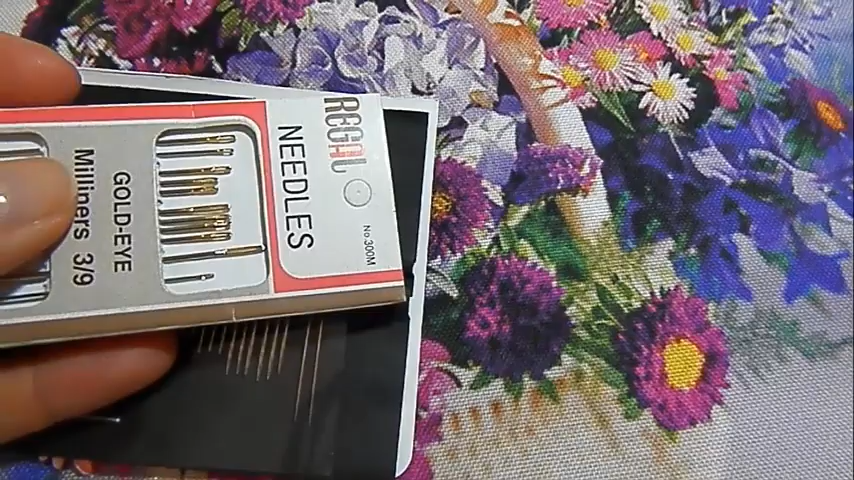 REGAL
NEEDLES
No.300M
GOLD-EYE
Milliners 3/9